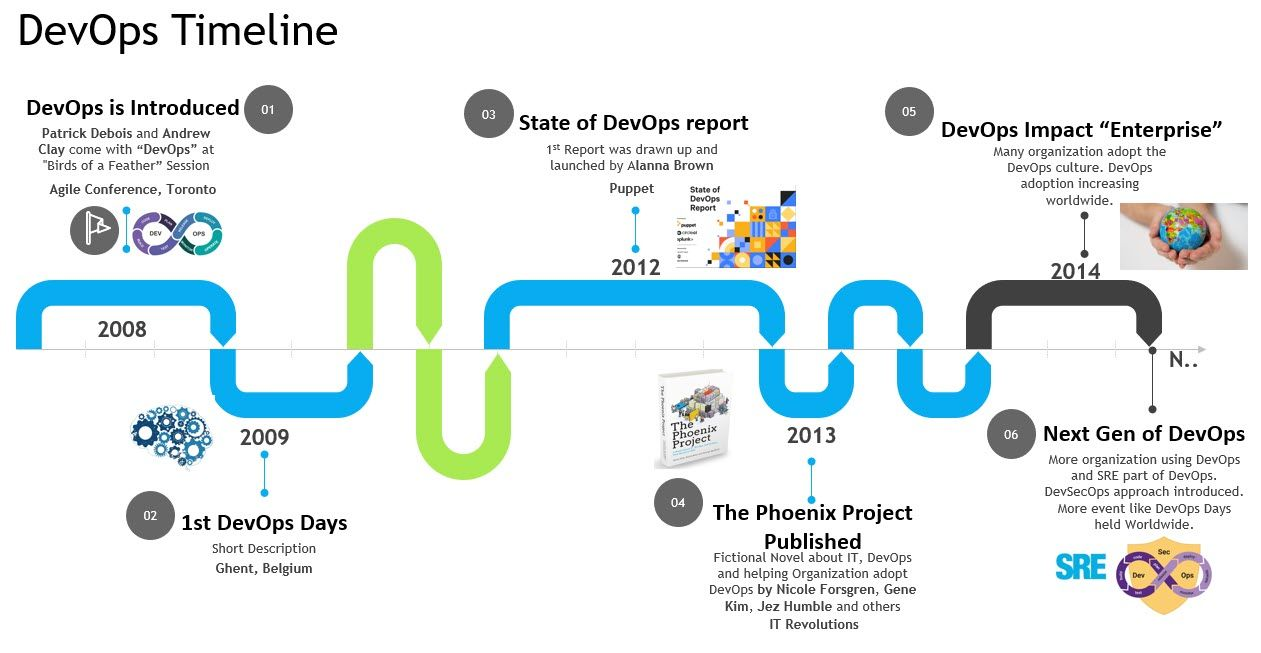 DevOps Timeline
DevOps is Introduced
01
Patrick Debois and Andrew
Clay come with “DevOps” at
"Birds of a Feather” Session
Agile Conference, Toronto
DEV
OPS
2008
2009
02
1st DevOps Days
Short Description
Ghent, Belgium
03
State of DevOps report
1st Report was drawn up and
launched by Alanna Brown
Puppet
State of
DevOps
Report
puppet
circleci
splunk>
2012
The Phoenix Project
The
Phoenix
Project
2013
04
The Phoenix Project
Published
Fictional Novel about IT, DevOps
and helping Organization adopt
DevOps by Nicole Forsgren, Gene
Kim, Jez Humble and others
IT Revolutions
05
DevOps Impact “Enterprise”
Many organization adopt the
DevOps culture. DevOps
adoption increasing
worldwide.
2014
N..
06
Next Gen of DevOps
More organization using DevOps
and SRE part of DevOps.
DevSecOps approach introduced.
More event like DevOps Days
held Worldwide.
SRE
Sec
Dev
Ops